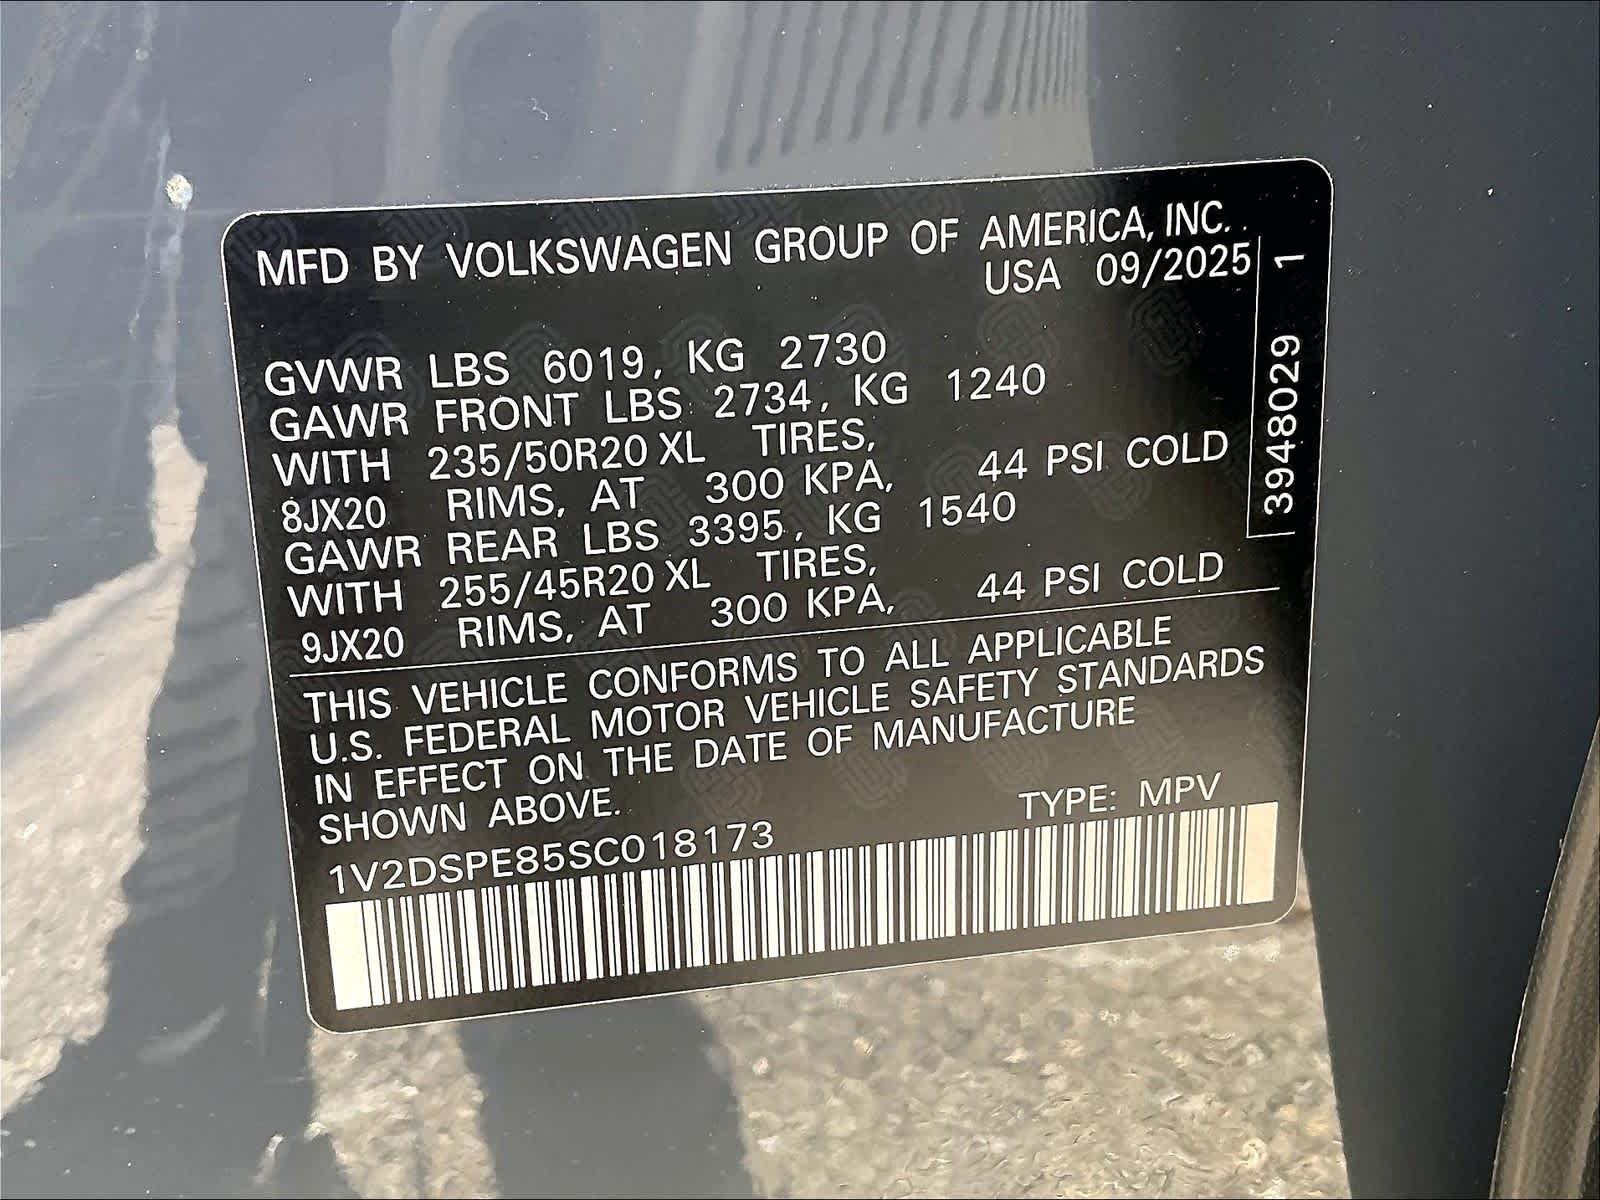 MFD BY VOLKSWAGEN GROUP OF AMERICA, INC.
USA 09/2025
GVWR LBS 6019, KG 2730
GAWR FRONT LBS 2734, KG 1240
WITH 235/50R20 XL TIRES,
8JX20 RIMS, AT 300 KPA, 44 PSI COLD
GAWR REAR LBS 3395, KG 1540
WITH 255/45R20 XL TIRES,
9JX20 RIMS, AT 300 KPA, 44 PSI COLD
THIS VEHICLE CONFORMS TO ALL APPLICABLE
U.S. FEDERAL MOTOR VEHICLE SAFETY STANDARDS
IN EFFECT ON THE DATE OF MANUFACTURE
SHOWN ABOVE.
TYPE: MPV
1V2DSPE85SC018173
3948029 1